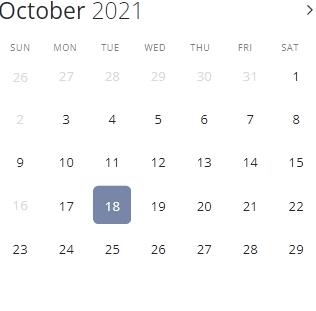 October 2021
SUN MON TUE WED THU FRI SAT
26 27 28 29 30 31 1
2 3 4 5 6 7 8
9 10 11 12 13 14 15
16 17 18 19 20 21 22
23 24 25 26 27 28 29